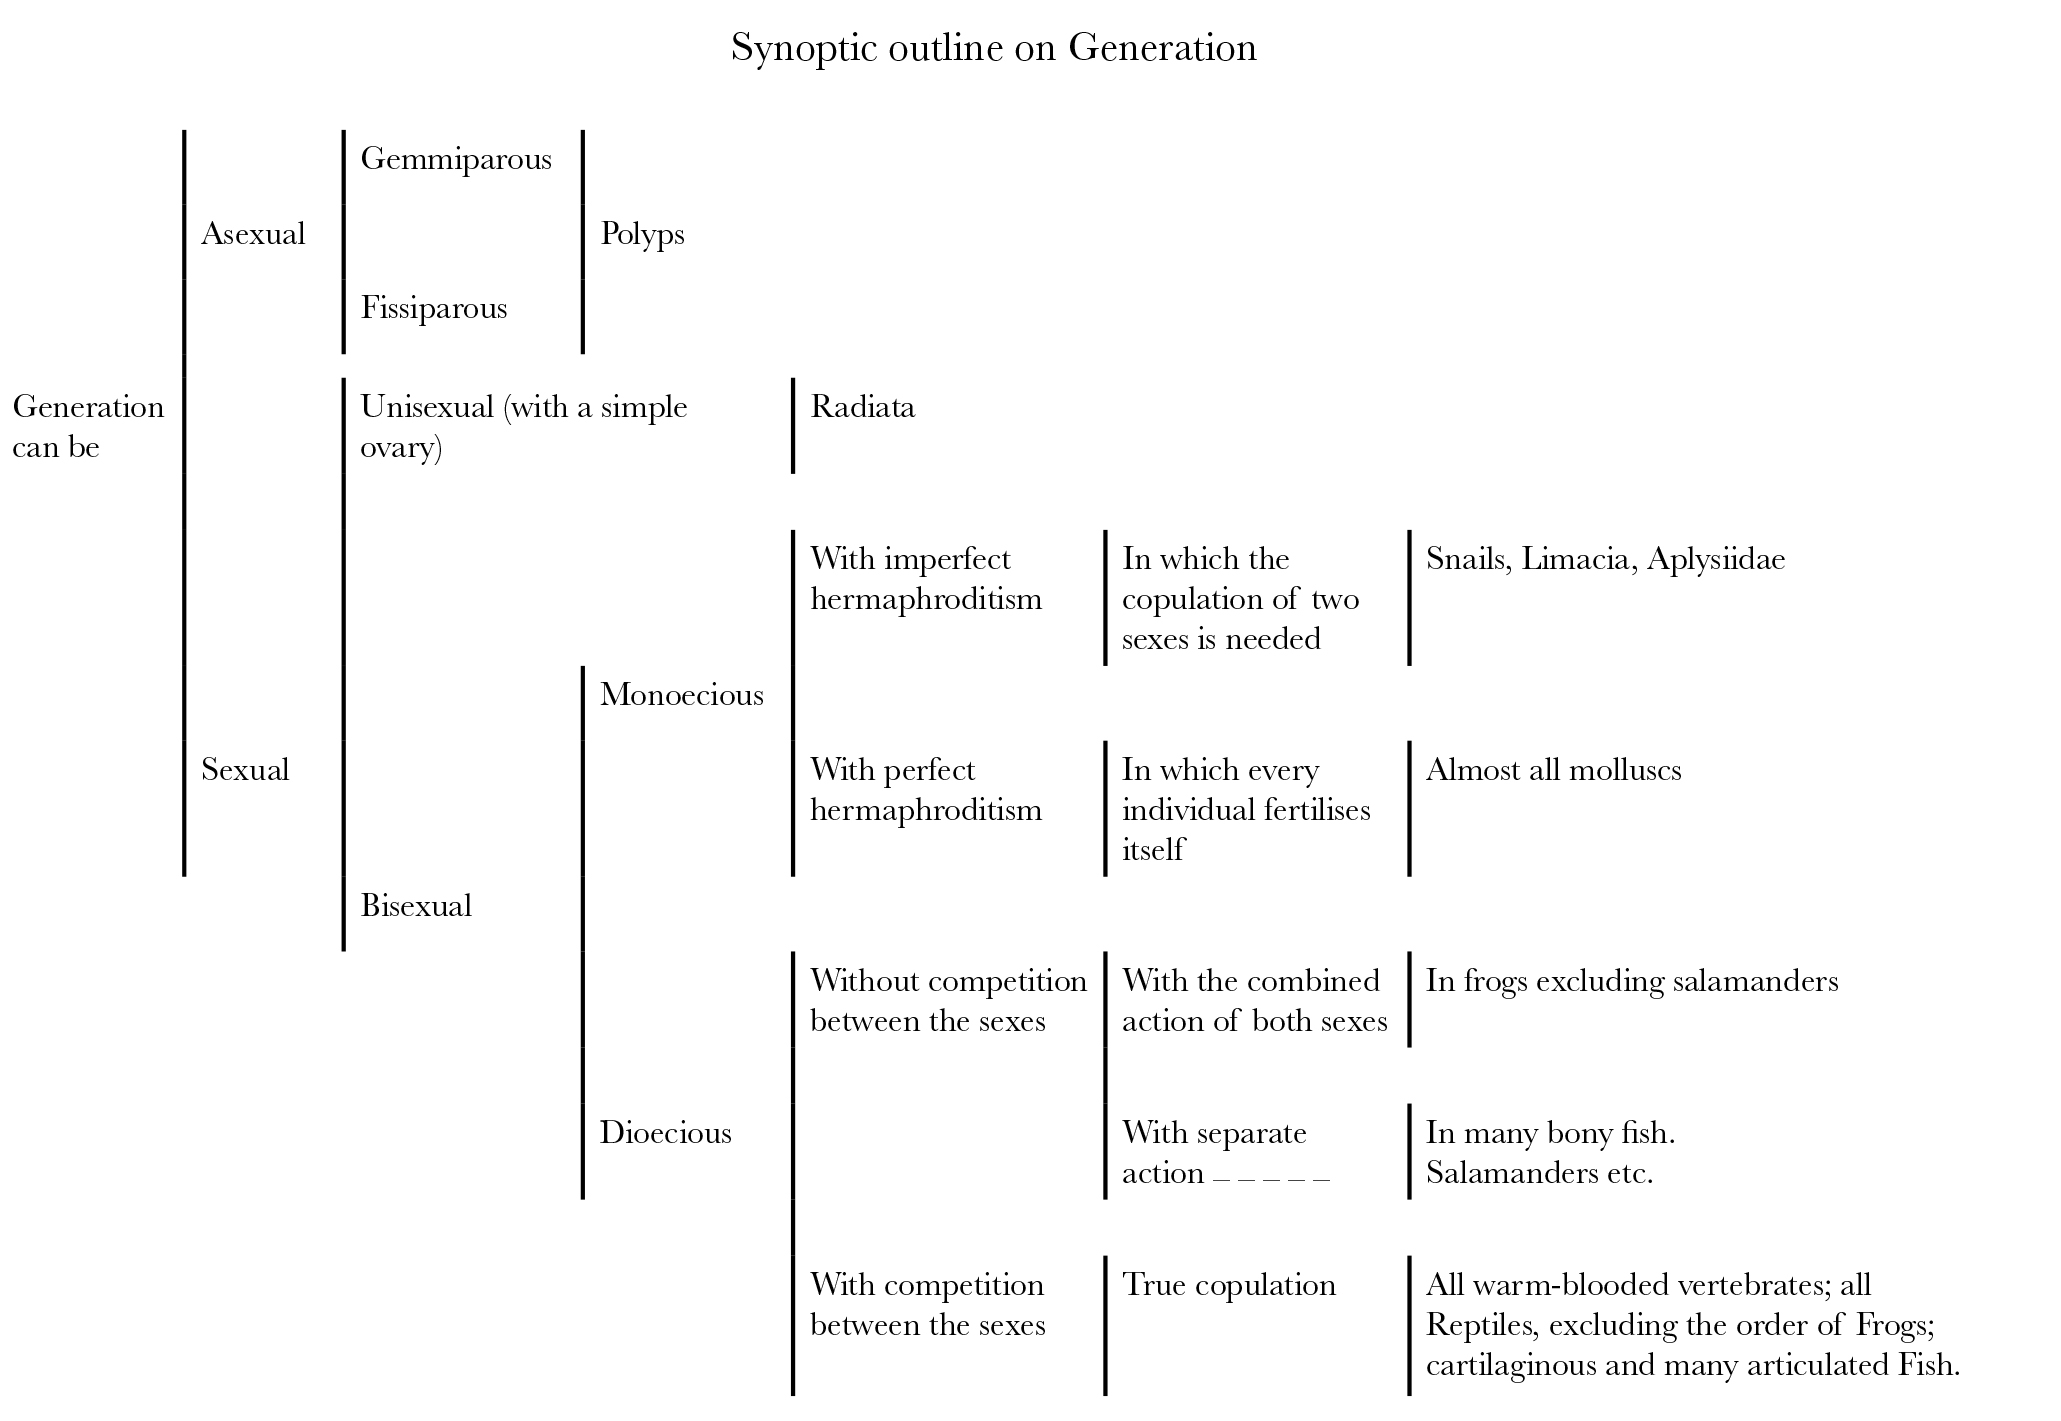 Synoptic outline on Generation
Gemmiparous
Asexual
Polyps
Fissiparous
Generation
can be
Unisexual (with a simple
ovary)
Radiata
With imperfect
hermaphroditism
In which the
copulation of two
sexes is needed
Snails, Limacia, Aplysiidae
Monoecious
Sexual
With perfect
hermaphroditism
In which every
individual fertilises
itself
Almost all molluscs
Bisexual
Without competition
between the sexes
With the combined
action of both sexes
In frogs excluding salamanders
Dioecious
With separate
action _ _ _ _ _
In many bony fish.
Salamanders etc.
With competition
between the sexes
True copulation
All warm-blooded vertebrates; all
Reptiles, excluding the order of Frogs;
cartilaginous and many articulated Fish.